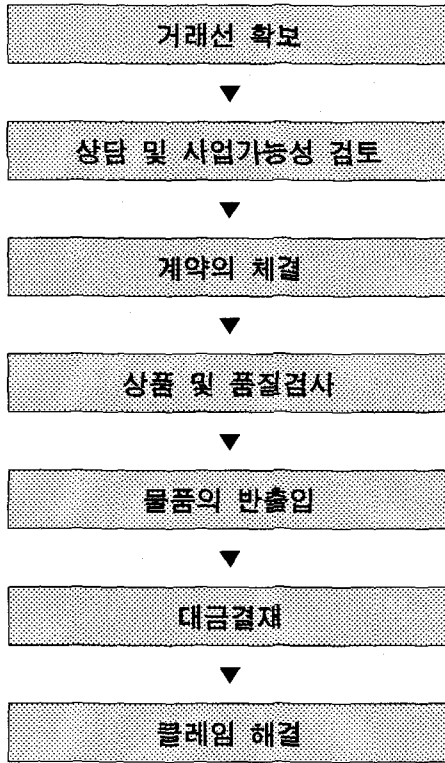 거래선 확보
▼
상담 및 사업가능성 검토
▼
계약의 체결
▼
상품 및 품질검사
▼
물품의 반출입
▼
대금결재
▼
클레임 해결